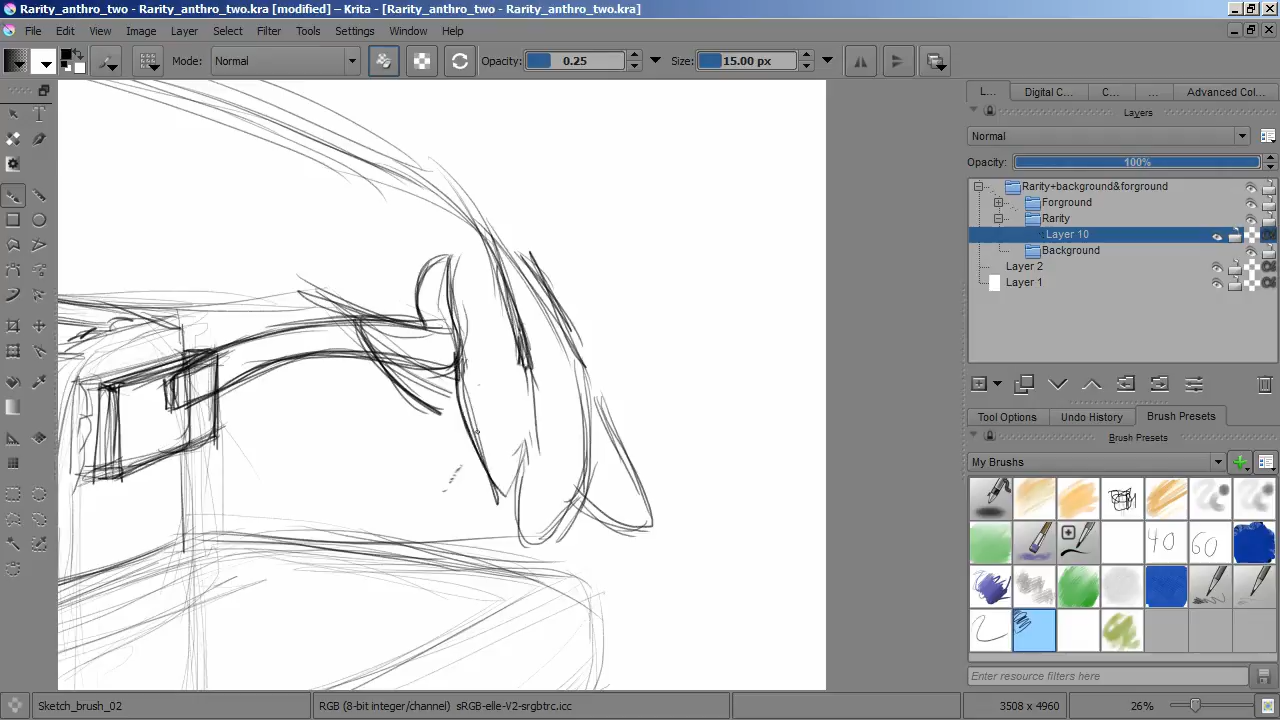 Rarity_anthro_two - Rarity_anthro_two.kra [modified] – Krita - [Rarity_anthro_two - Rarity_anthro_two.kra]
File Edit View Image Layer Select Filter Tools Settings Window Help
Mode: Normal Opacity: 0.25 Size: 15.00 px
L... Digital C... C... ... Advanced Col...
Layers
Normal
Opacity: 100%
Rarity+background&forground
Forground
Rarity
Layer 10
Background
Layer 2
Layer 1
Tool Options Undo History Brush Presets
Brush Presets
My Brushes
40 60
Enter resource filters here
Sketch_brush_02 RGB (8-bit integer/channel) sRGB-elle-V2-srgbtrc.icc 3508 x 4960 26%